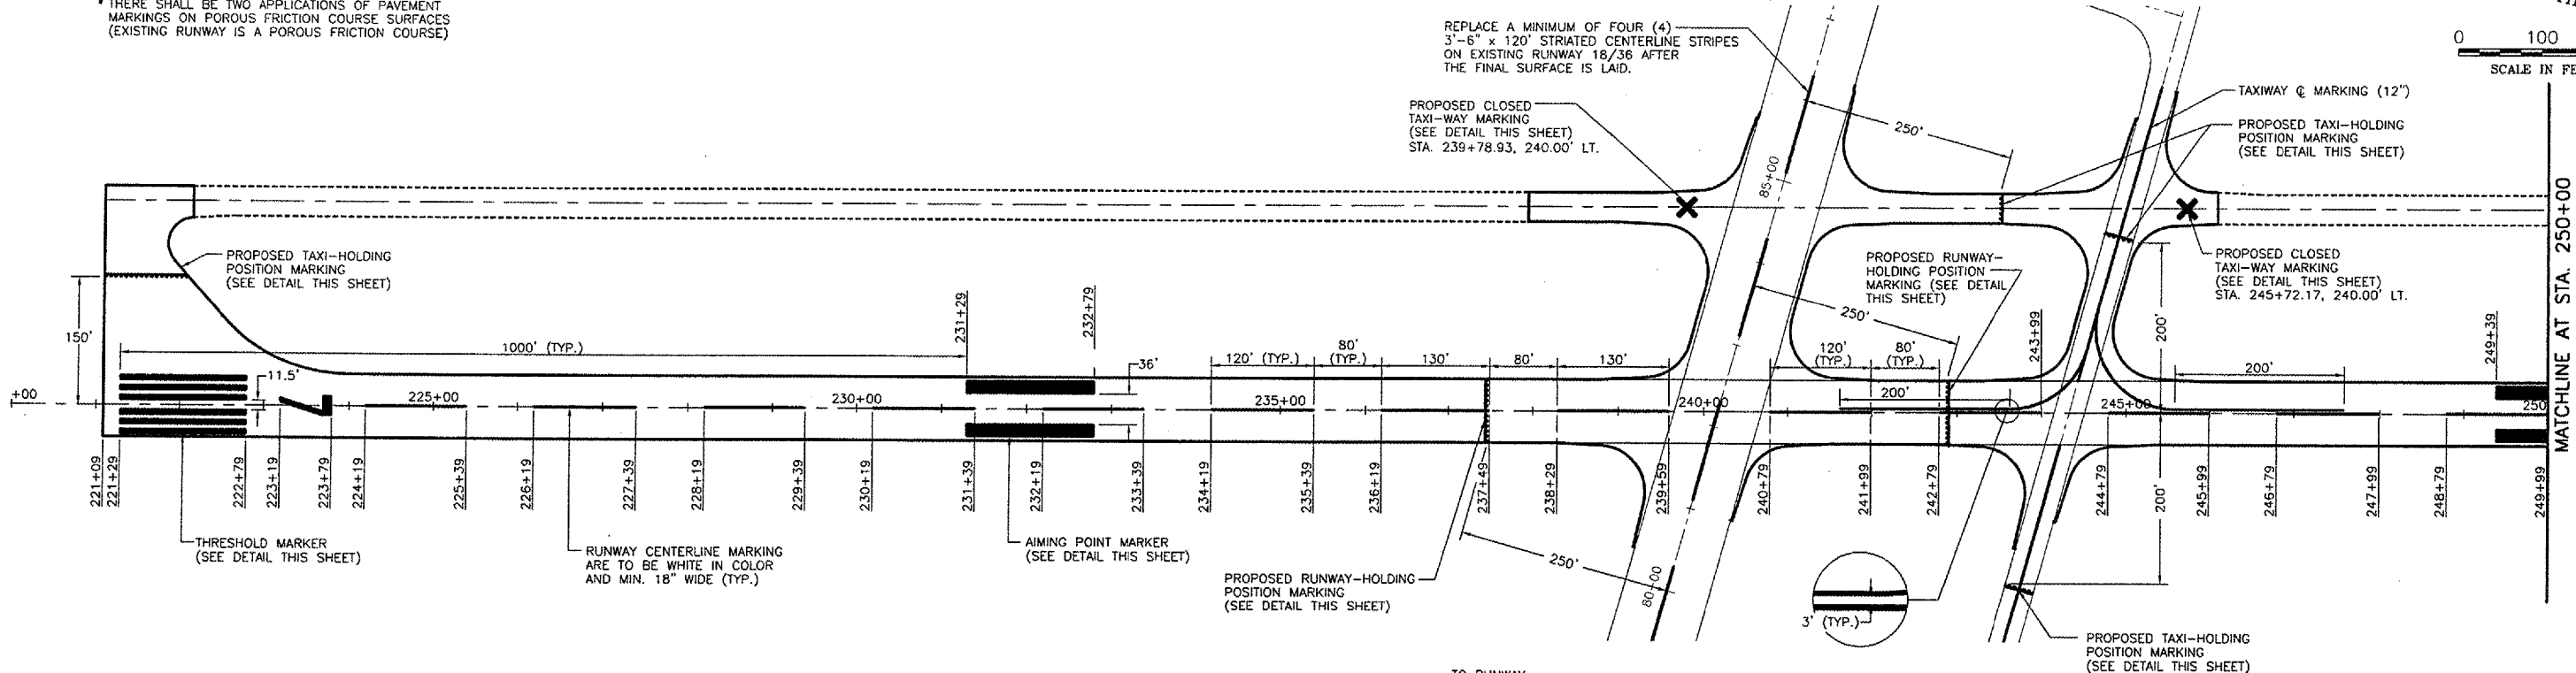 * THERE SHALL BE TWO APPLICATIONS OF PAVEMENT
MARKINGS ON POROUS FRICTION COURSE SURFACES
(EXISTING RUNWAY IS A POROUS FRICTION COURSE)
REPLACE A MINIMUM OF FOUR (4)
3'-6" x 120' STRIATED CENTERLINE STRIPES
ON EXISTING RUNWAY 18/36 AFTER
THE FINAL SURFACE IS LAID.
0 100
SCALE IN FE
PROPOSED CLOSED
TAXI-WAY MARKING
(SEE DETAIL THIS SHEET)
STA. 239+78.93, 240.00' LT.
250'
TAXIWAY ℄ MARKING (12")
PROPOSED TAXI-HOLDING
POSITION MARKING
(SEE DETAIL THIS SHEET)
85+00
MATCHLINE AT STA. 250+00
PROPOSED TAXI-HOLDING
POSITION MARKING
(SEE DETAIL THIS SHEET)
PROPOSED RUNWAY-
HOLDING POSITION
MARKING (SEE DETAIL
THIS SHEET)
PROPOSED CLOSED
TAXI-WAY MARKING
(SEE DETAIL THIS SHEET)
STA. 245+72.17, 240.00' LT.
150'
1000' (TYP.)
231+29
232+79
36'
120' (TYP.)
80'
(TYP.)
130'
80'
130'
250'
120'
(TYP.)
80'
(TYP.)
243+99
200'
200'
249+39
11.5'
200'
+00
225+00
230+00
235+00
240+00
245+00
250
221+09
221+29
222+79
223+19
223+79
224+19
225+39
226+19
227+39
228+19
229+39
230+19
231+39
232+19
233+39
234+19
235+39
236+19
237+49
238+29
239+59
240+79
241+99
242+79
244+79
245+99
246+79
247+99
248+79
249+99
200'
THRESHOLD MARKER
(SEE DETAIL THIS SHEET)
RUNWAY CENTERLINE MARKING
ARE TO BE WHITE IN COLOR
AND MIN. 18" WIDE (TYP.)
AIMING POINT MARKER
(SEE DETAIL THIS SHEET)
PROPOSED RUNWAY-HOLDING
POSITION MARKING
(SEE DETAIL THIS SHEET)
250'
80+00
3' (TYP.)
PROPOSED TAXI-HOLDING
POSITION MARKING
(SEE DETAIL THIS SHEET)
TO RUNWAY